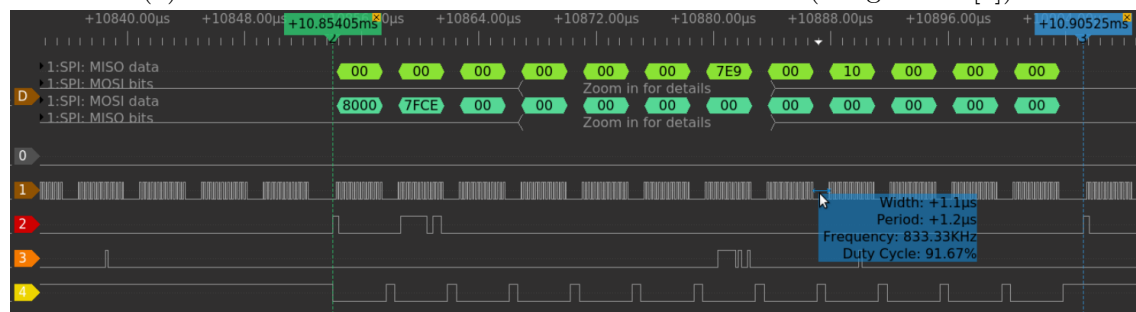 +10840.00µs +10848.00µs +10.85405ms 0µs +10864.00µs +10872.00µs +10880.00µs +10888.00µs +10896.00µs +10.90525ms
1:SPI: MISO data 00 00 00 00 00 00 7E9 00 10 00 00 00
1:SPI: MOSI bits Zoom in for details
D
1:SPI: MOSI data 8000 7FCE 00 00 00 00 00 00 00 00 00 00
1:SPI: MISO bits Zoom in for details
0
1
Width: +1.1µs
2 Period: +1.2µs
Frequency: 833.33KHz
3 Duty Cycle: 91.67%
4